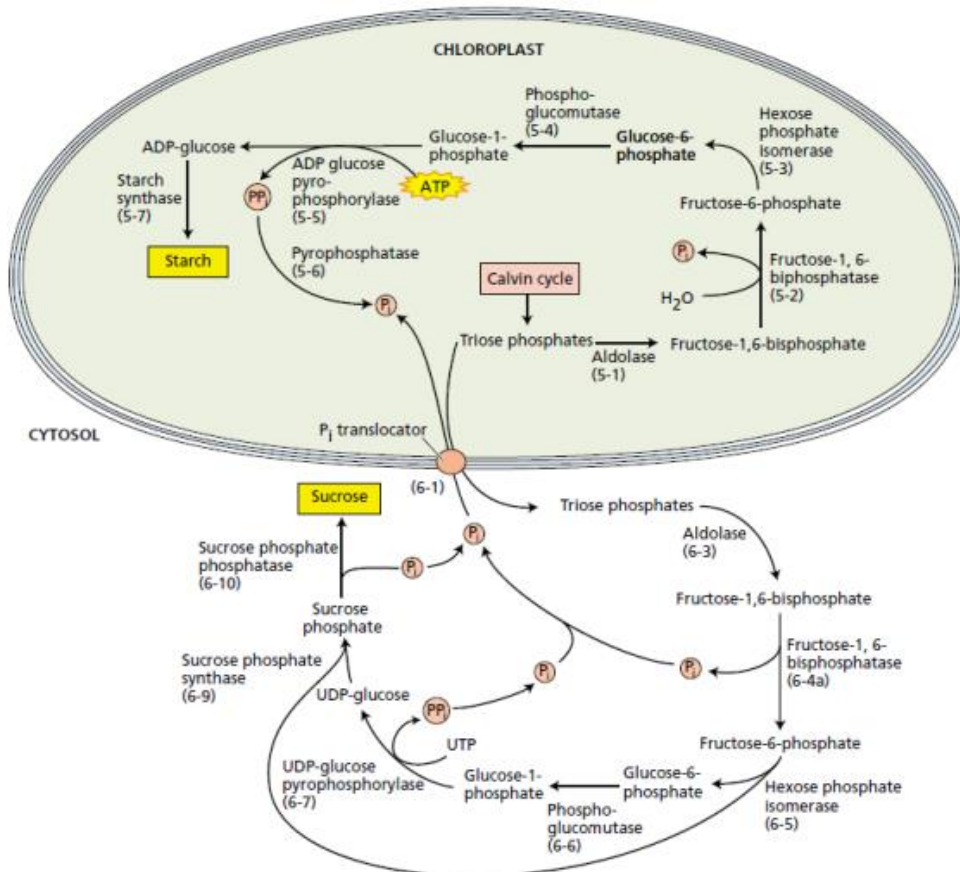 CHLOROPLAST
Phospho-
glucomutase
(5-4)
Hexose
phosphate
isomerase
(5-3)
ADP-glucose
Glucose-1-
phosphate
Glucose-6-
phosphate
Starch
synthase
(5-7)
PPi
ADP glucose
pyro-
phosphorylase
(5-5)
ATP
Fructose-6-phosphate
Starch
Pyrophosphatase
(5-6)
Pi
Calvin cycle
Pi
H2O
Fructose-1, 6-
biphosphatase
(5-2)
Triose phosphates
Aldolase
(5-1)
Fructose-1,6-bisphosphate
CYTOSOL
Pi translocator
(6-1)
Sucrose
Triose phosphates
Aldolase
(6-3)
Pi
Sucrose phosphate
phosphatase
(6-10)
Pi
Fructose-1,6-bisphosphate
Sucrose
phosphate
Fructose-1, 6-
bisphosphatase
(6-4a)
Pi
Pi
Sucrose phosphate
synthase
(6-9)
UDP-glucose
PPi
UTP
Fructose-6-phosphate
UDP-glucose
pyrophosphorylase
(6-7)
Glucose-1-
phosphate
Phospho-
glucomutase
(6-6)
Glucose-6-
phosphate
Hexose phosphate
isomerase
(6-5)